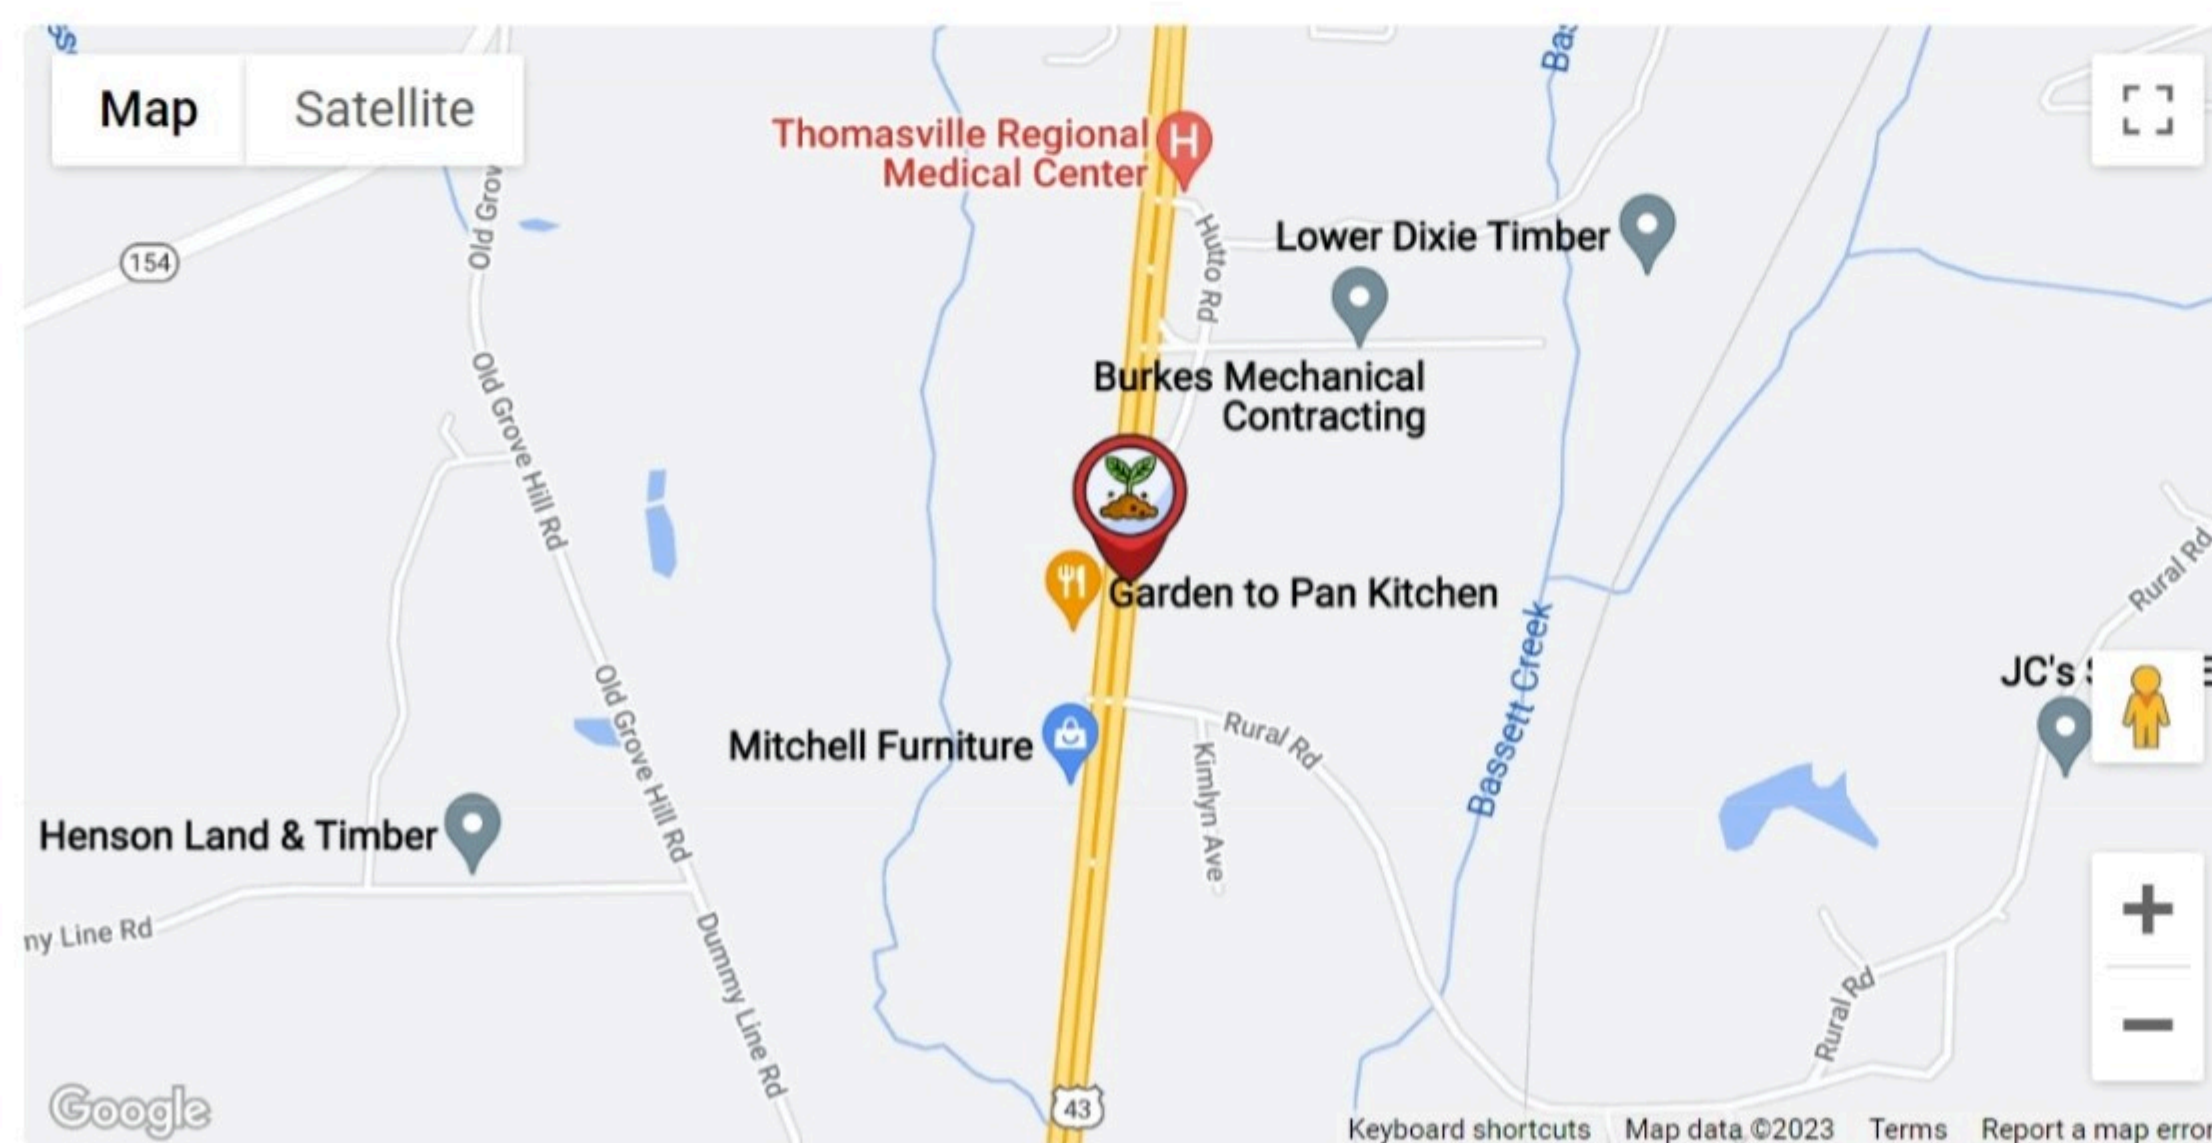 Map
Satellite
Thomasville Regional
Medical Center
H
154
Hutto Rd
Lower Dixie Timber
Old Grove Hill Rd
Burkes Mechanical
Contracting
Garden to Pan Kitchen
Rural Rd
JC's
Old Grove Hill Rd
Bassett Creek
Mitchell Furniture
Rural Rd
Kimlyn Ave
Henson Land & Timber
ny Line Rd
Dummy Line Rd
Rural Rd
+
−
Google
43
Keyboard shortcuts
Map data ©2023
Terms
Report a map error